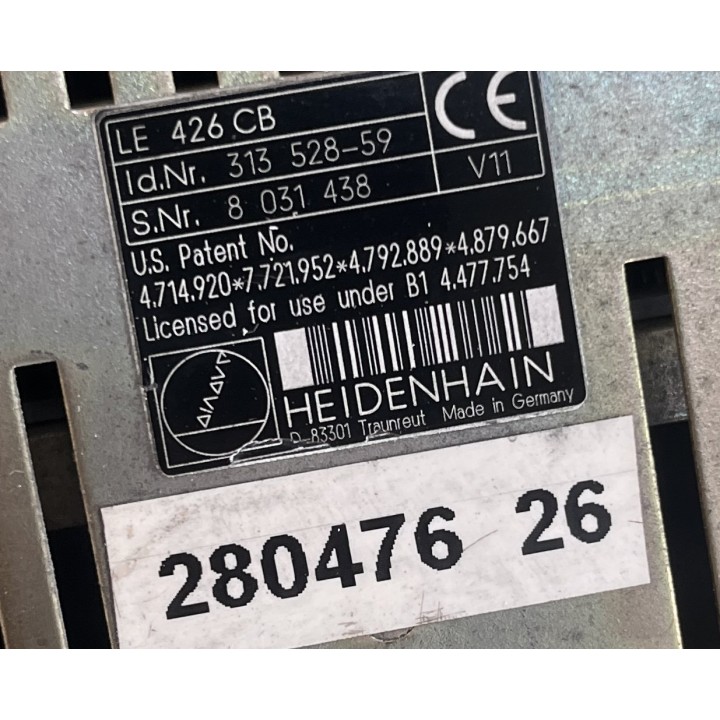 LE 426 CB
CE
Id.Nr. 313 528-59
S.Nr. 8 031 438
V11
U.S. Patent No.
4.714.920*7.721.952*4.792.889*4.879.667
Licensed for use under B1 4.477.754
HEIDENHAIN
D-83301 Traunreut Made in Germany
280476 26